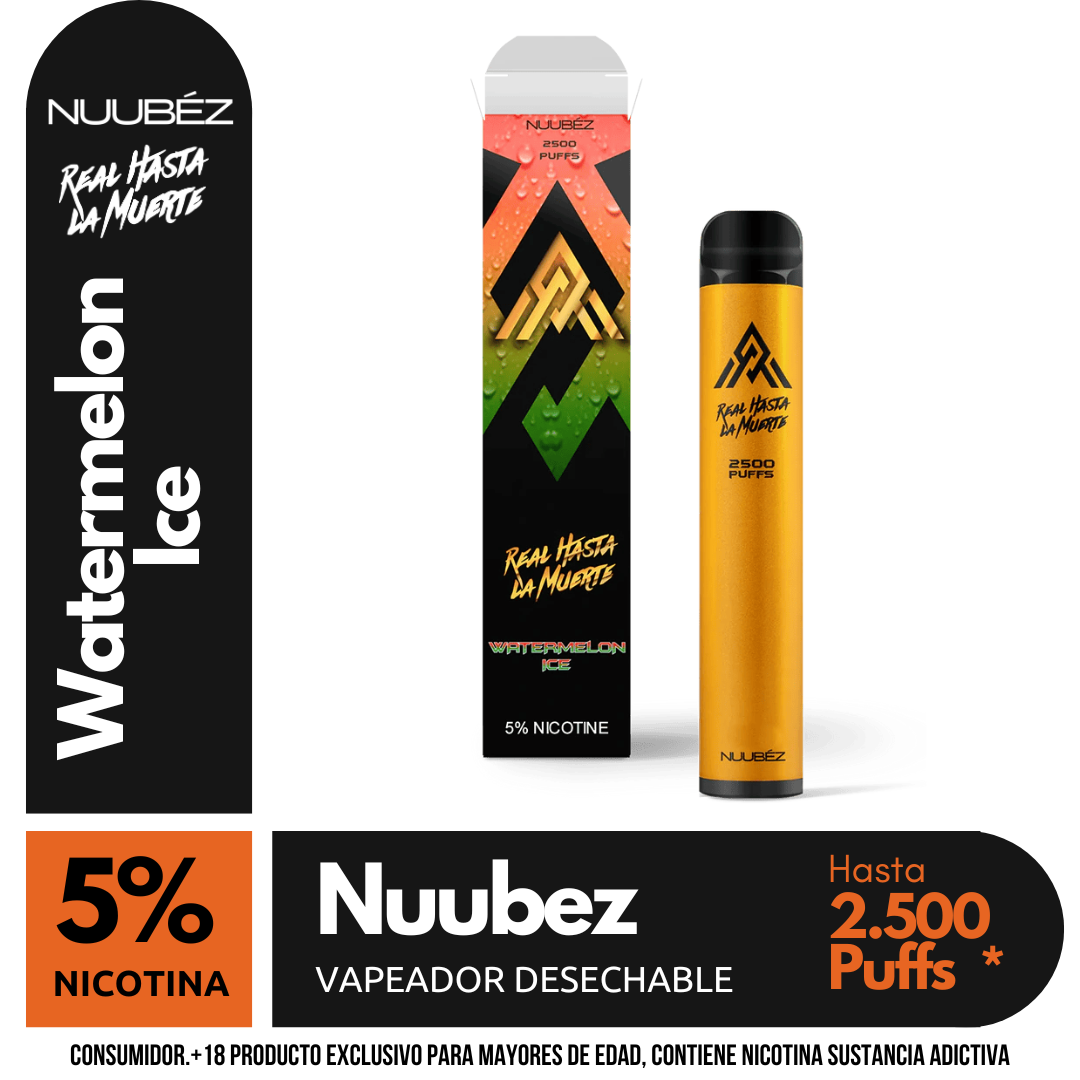 NUUBÉZ
REAL HASTA
LA MUERTE
Watermelon
Ice
NUUBÉZ
2500
PUFFS
REAL HASTA
LA MUERTE
WATERMELON
ICE
5% NICOTINE
REAL HASTA
LA MUERTE
2500
PUFFS
NUUBÉZ
5%
NICOTINA
Nuubez
VAPEADOR DESECHABLE
Hasta
2.500
Puffs *
CONSUMIDOR.+18 PRODUCTO EXCLUSIVO PARA MAYORES DE EDAD, CONTIENE NICOTINA SUSTANCIA ADICTIVA